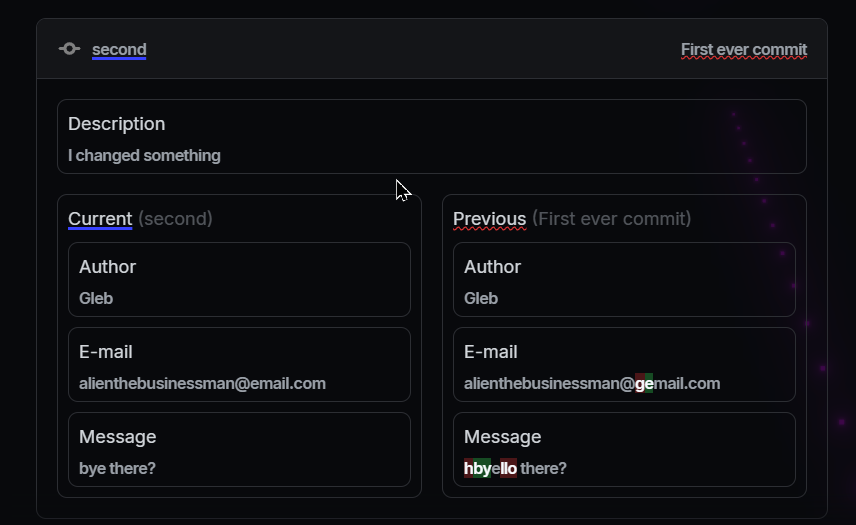 second
First ever commit
Description
I changed something
Current (second)
Author
Gleb
E-mail
alienthebusinessman@email.com
Message
bye there?
Previous (First ever commit)
Author
Gleb
E-mail
alienthebusinessman@gemail.com
Message
hbyello there?